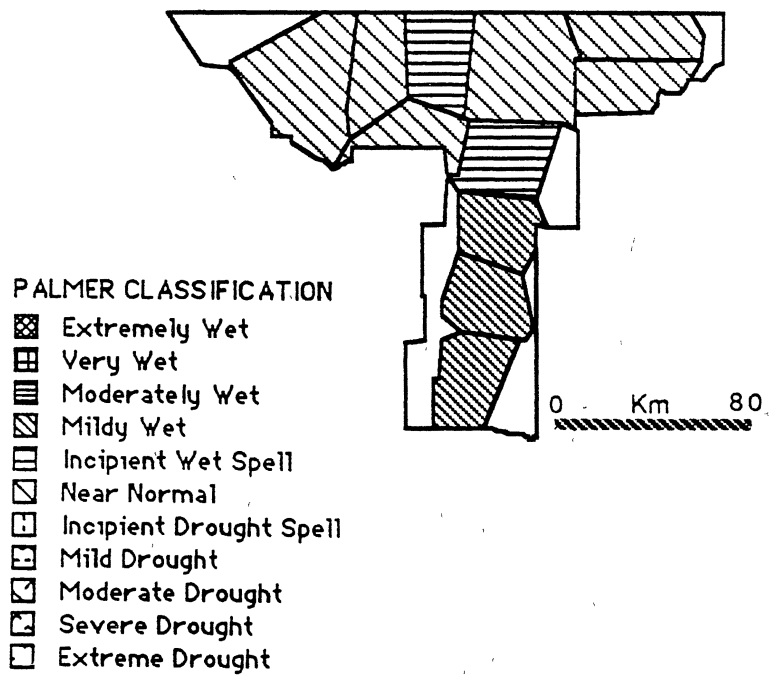 PALMER CLASSIFICATION
Extremely Wet
Very Wet
Moderately Wet
Mildy Wet
Incipient Wet Spell
Near Normal
Incipient Drought Spell
Mild Drought
Moderate Drought
Severe Drought
Extreme Drought
0 Km 80